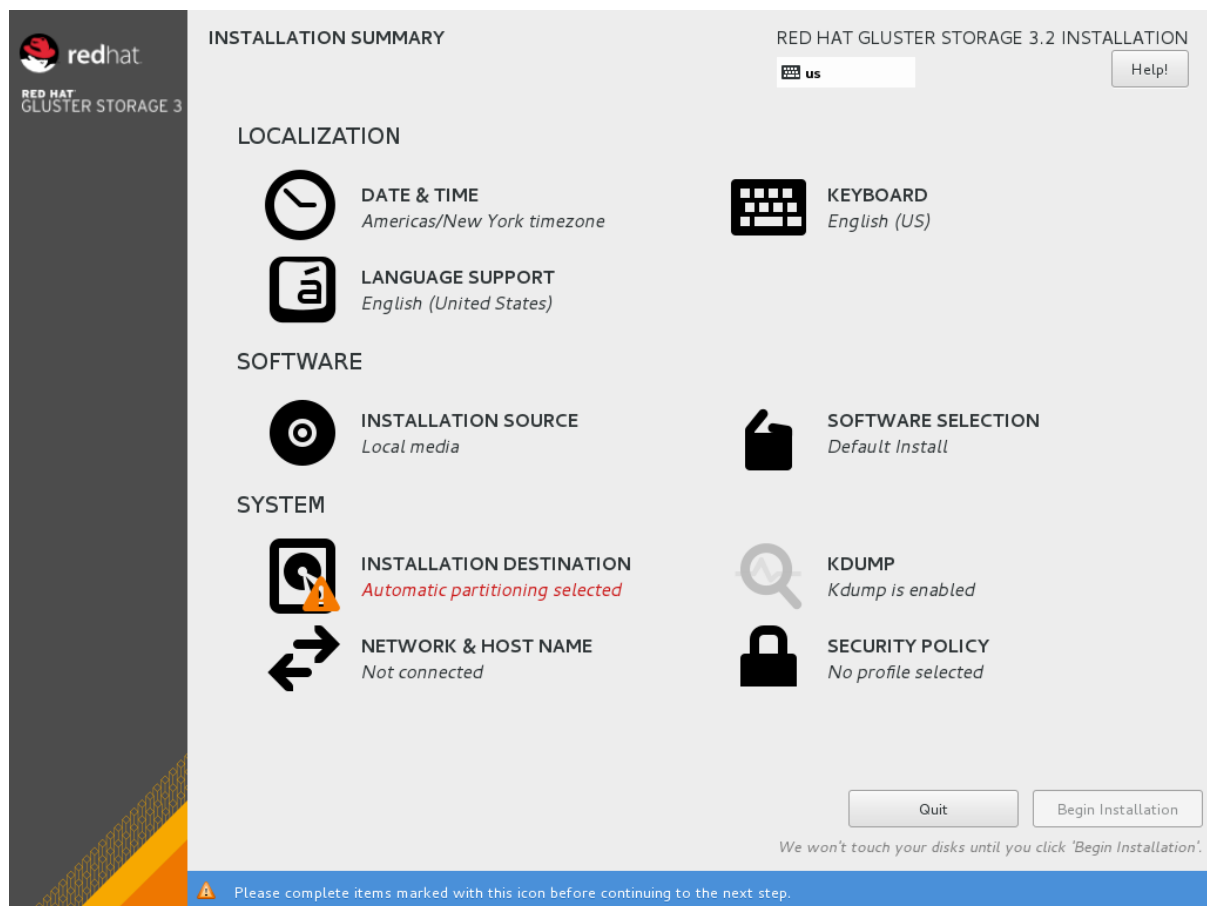 redhat.
RED HAT
GLUSTER STORAGE 3
INSTALLATION SUMMARY
RED HAT GLUSTER STORAGE 3.2 INSTALLATION
us
Help!
LOCALIZATION
DATE & TIME
Americas/New York timezone
KEYBOARD
English (US)
á
LANGUAGE SUPPORT
English (United States)
SOFTWARE
INSTALLATION SOURCE
Local media
SOFTWARE SELECTION
Default Install
SYSTEM
INSTALLATION DESTINATION
Automatic partitioning selected
KDUMP
Kdump is enabled
NETWORK & HOST NAME
Not connected
SECURITY POLICY
No profile selected
Quit
Begin Installation
We won't touch your disks until you click 'Begin Installation'.
Please complete items marked with this icon before continuing to the next step.